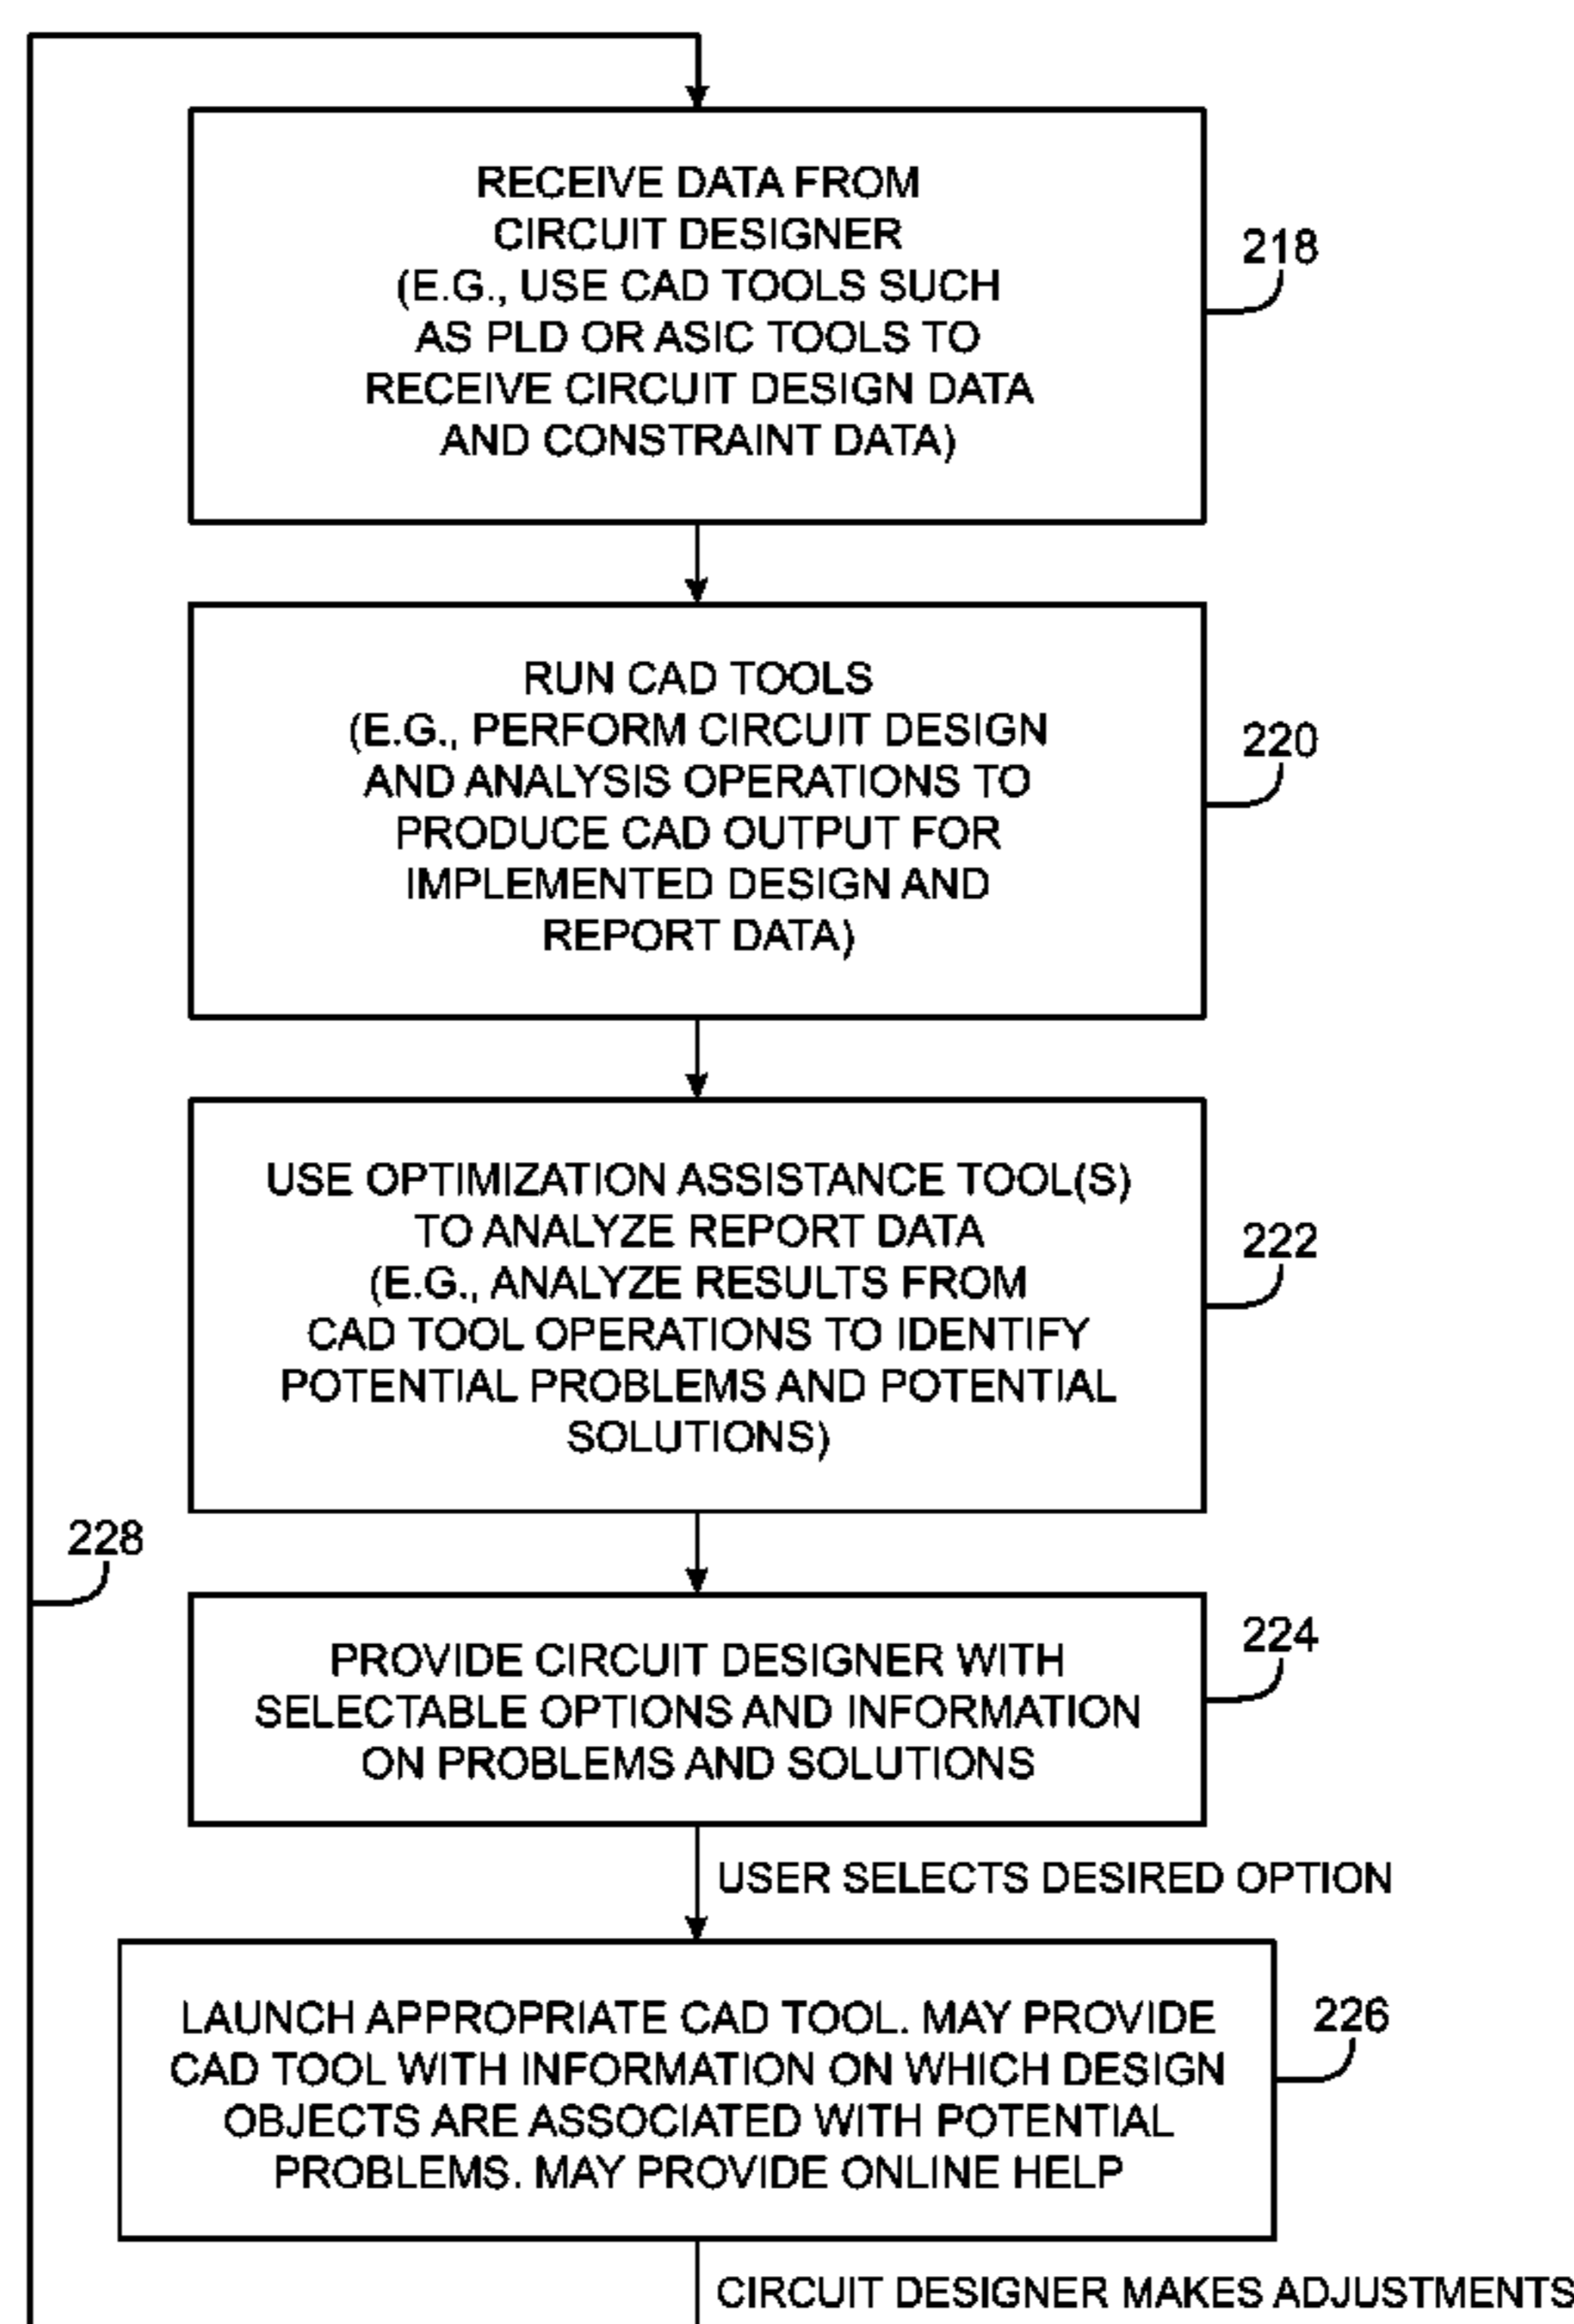 RECEIVE DATA FROM
CIRCUIT DESIGNER
(E.G., USE CAD TOOLS SUCH
AS PLD OR ASIC TOOLS TO
RECEIVE CIRCUIT DESIGN DATA
AND CONSTRAINT DATA)
218
RUN CAD TOOLS
(E.G., PERFORM CIRCUIT DESIGN
AND ANALYSIS OPERATIONS TO
PRODUCE CAD OUTPUT FOR
IMPLEMENTED DESIGN AND
REPORT DATA)
220
USE OPTIMIZATION ASSISTANCE TOOL(S)
TO ANALYZE REPORT DATA
(E.G., ANALYZE RESULTS FROM
CAD TOOL OPERATIONS TO IDENTIFY
POTENTIAL PROBLEMS AND POTENTIAL
SOLUTIONS)
222
228
PROVIDE CIRCUIT DESIGNER WITH
SELECTABLE OPTIONS AND INFORMATION
ON PROBLEMS AND SOLUTIONS
224
USER SELECTS DESIRED OPTION
LAUNCH APPROPRIATE CAD TOOL. MAY PROVIDE
CAD TOOL WITH INFORMATION ON WHICH DESIGN
OBJECTS ARE ASSOCIATED WITH POTENTIAL
PROBLEMS. MAY PROVIDE ONLINE HELP
226
CIRCUIT DESIGNER MAKES ADJUSTMENTS